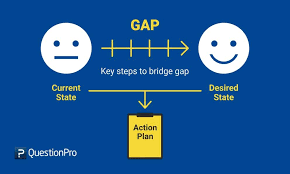 GAP
Key steps to bridge gap
Current
State
Desired
State
Action
Plan
QuestionPro